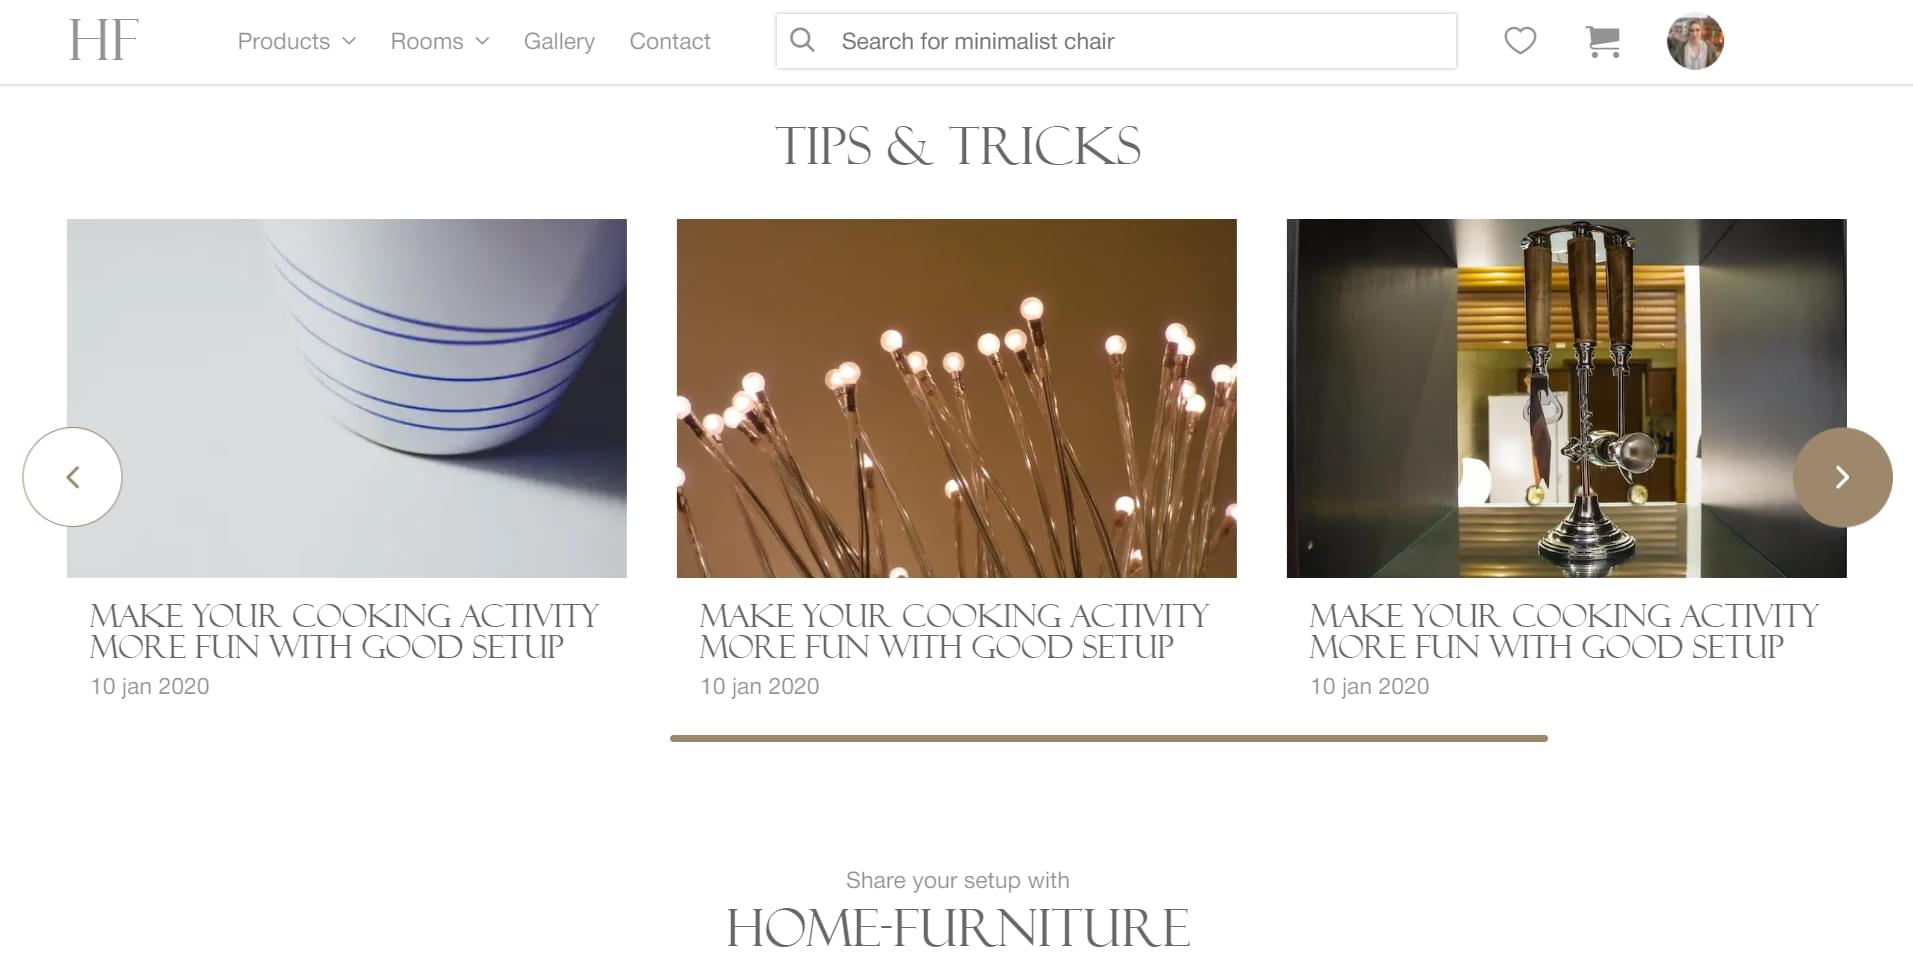 HF
Products
Rooms
Gallery
Contact
Search for minimalist chair
TIPS & TRICKS
MAKE YOUR COOKING ACTIVITY
MORE FUN WITH GOOD SETUP
10 jan 2020
MAKE YOUR COOKING ACTIVITY
MORE FUN WITH GOOD SETUP
10 jan 2020
MAKE YOUR COOKING ACTIVITY
MORE FUN WITH GOOD SETUP
10 jan 2020
Share your setup with
HOME-FURNITURE